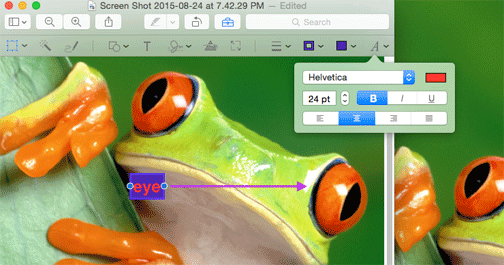 Screen Shot 2015-08-24 at 7.42.29 PM — Edited
Search
T
A
Helvetica
24 pt
B I U
eye